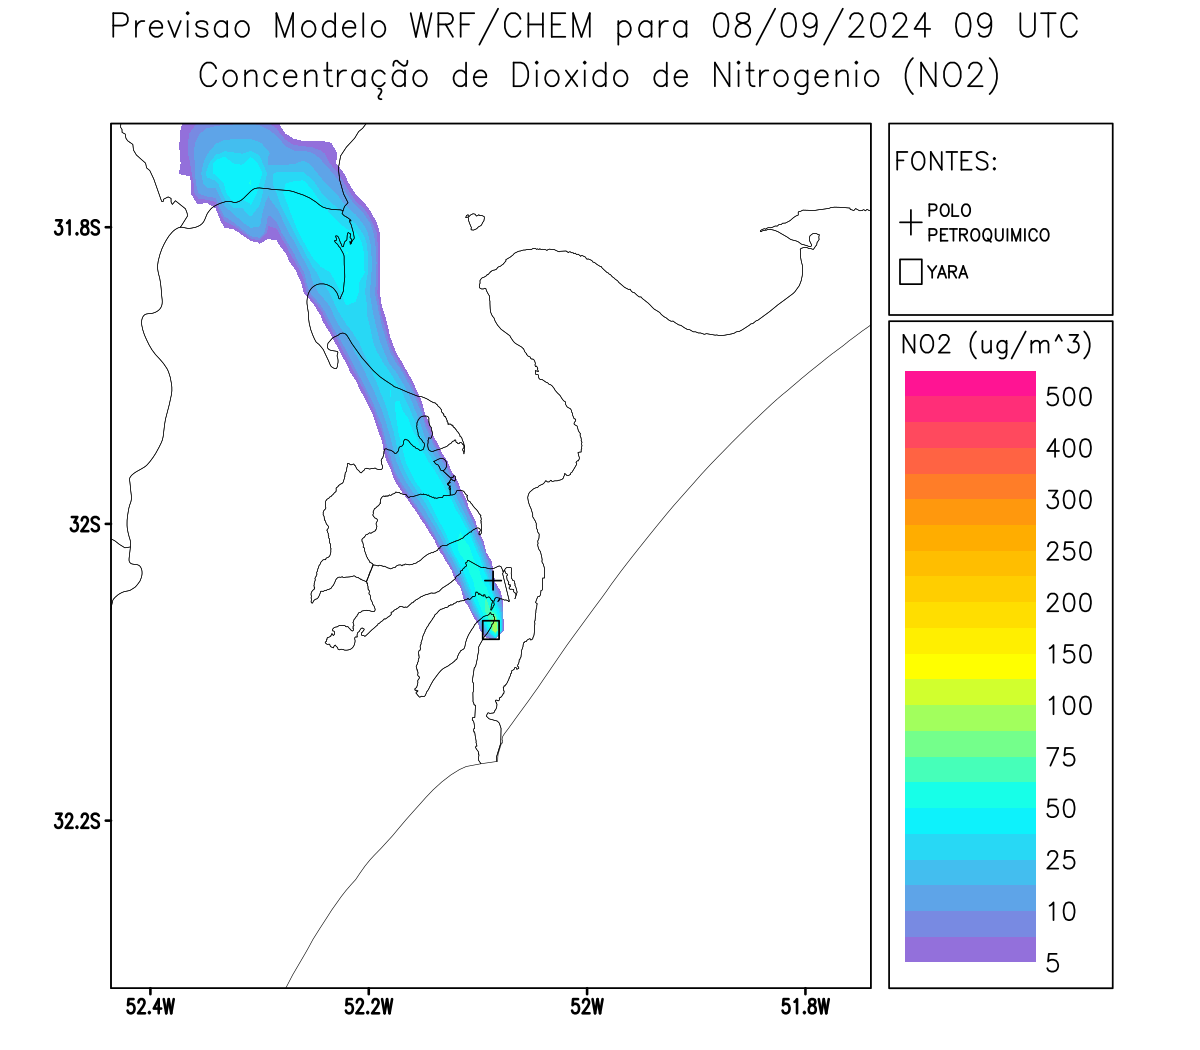 Previsao Modelo WRF/CHEM para 08/09/2024 09 UTC
Concentração de Dioxido de Nitrogenio (NO2)
FONTES:
POLO
PETROQUIMICO
YARA
31.8S
32S
32.2S
52.4W
52.2W
52W
51.8W
NO2 (ug/m^3)
500
400
300
250
200
150
100
75
50
25
10
5